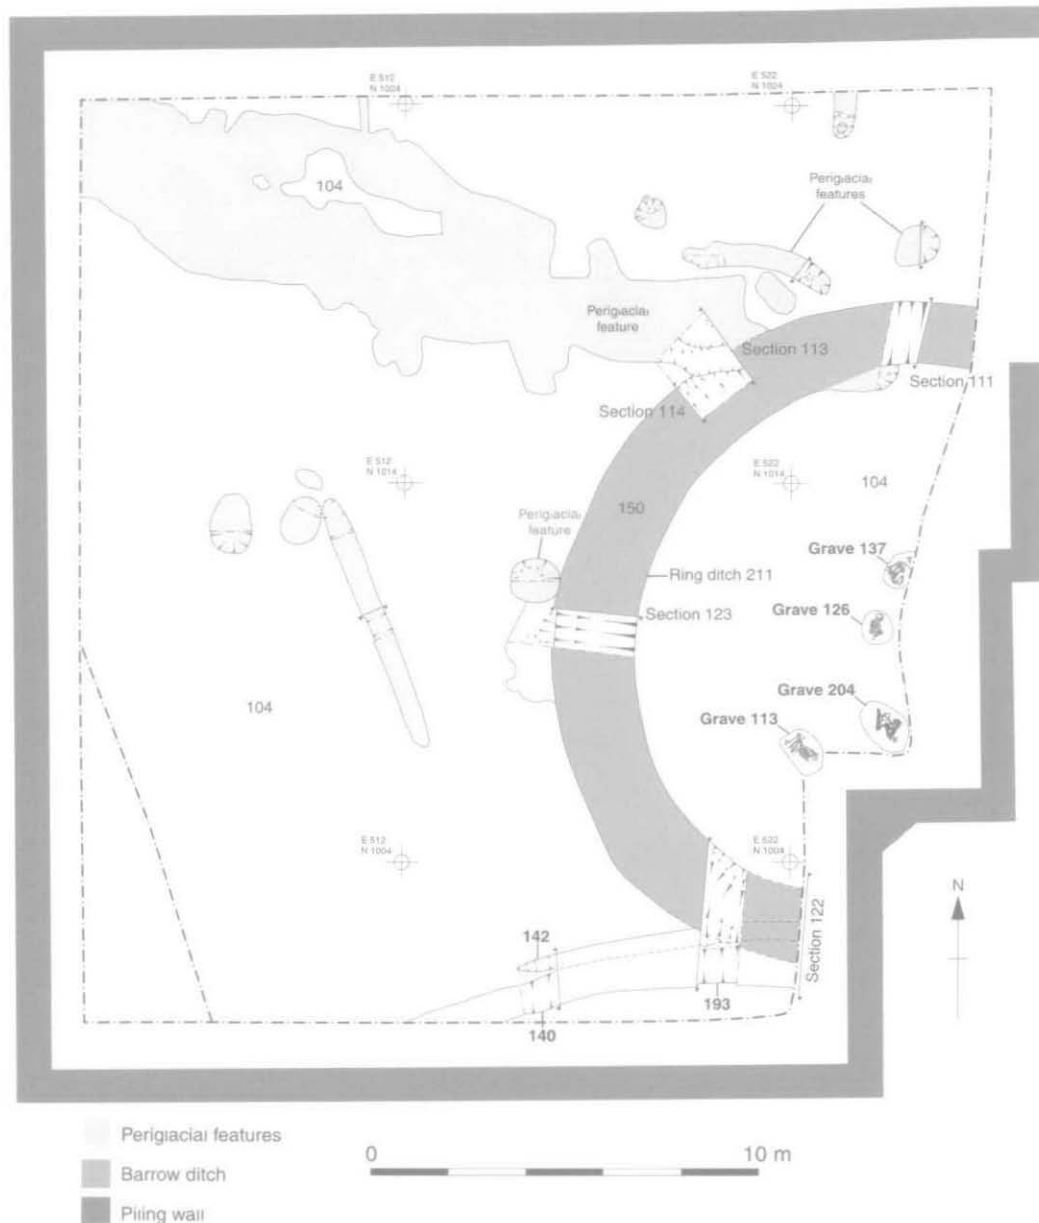 E 512
N 1024
E 522
N 1024
104
Periglacial
features
Periglacial
feature
Section 113
Section 111
Section 114
E 512
N 1014
E 522
N 1014
104
150
Periglacial
feature
Grave 137
Ring ditch 211
Grave 126
Section 123
Grave 204
104
Grave 113
E 512
N 1004
E 522
N 1004
N
Section 122
142
193
140
Periglacial features
Barrow ditch
Piling wall
0 10 m